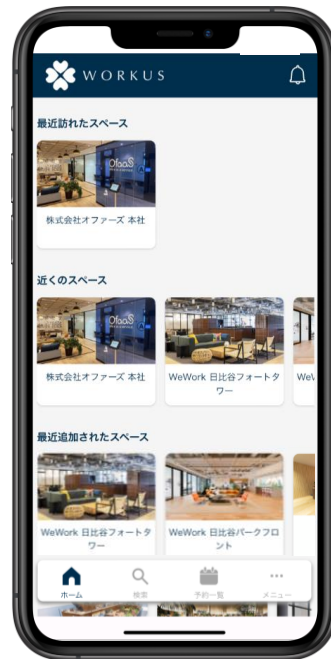 WORKUS
最近訪れたスペース
OfaaS
株式会社オファーズ 本社
近くのスペース
OfaaS
株式会社オファーズ 本社
WeWork 日比谷フォートタ
ワー
WeW
最近追加されたスペース
WeWork 日比谷フォートタ
ワー
WeWork 日比谷パークフロ
ント
ホーム
検索
予約一覧
メニュー